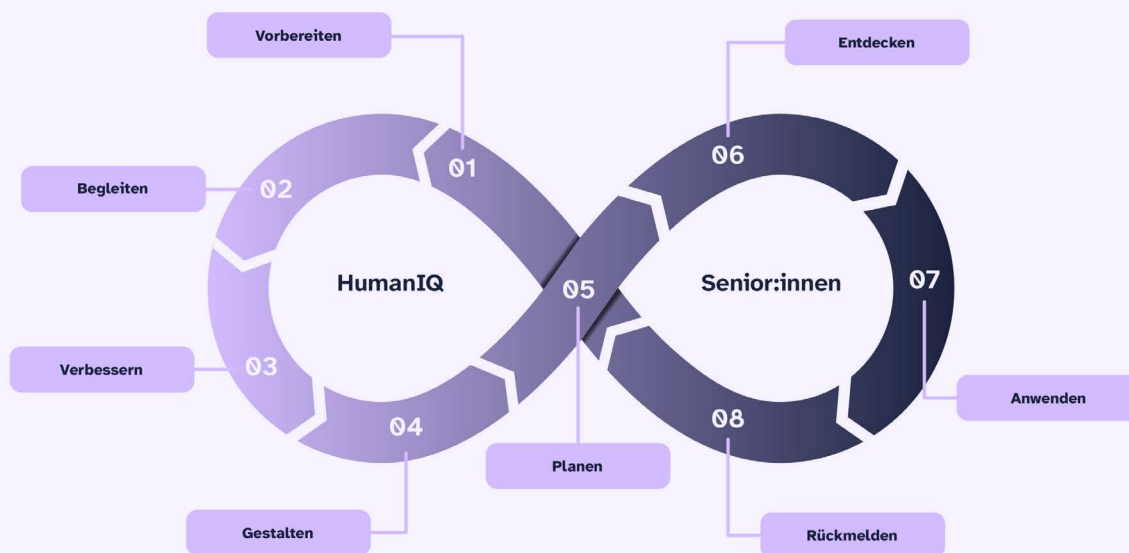 Vorbereiten
Entdecken
01
06
Begleiten
02
HumanIQ
Senior:innen
05
07
Verbessern
03
Anwenden
04
08
Planen
Gestalten
Rückmelden